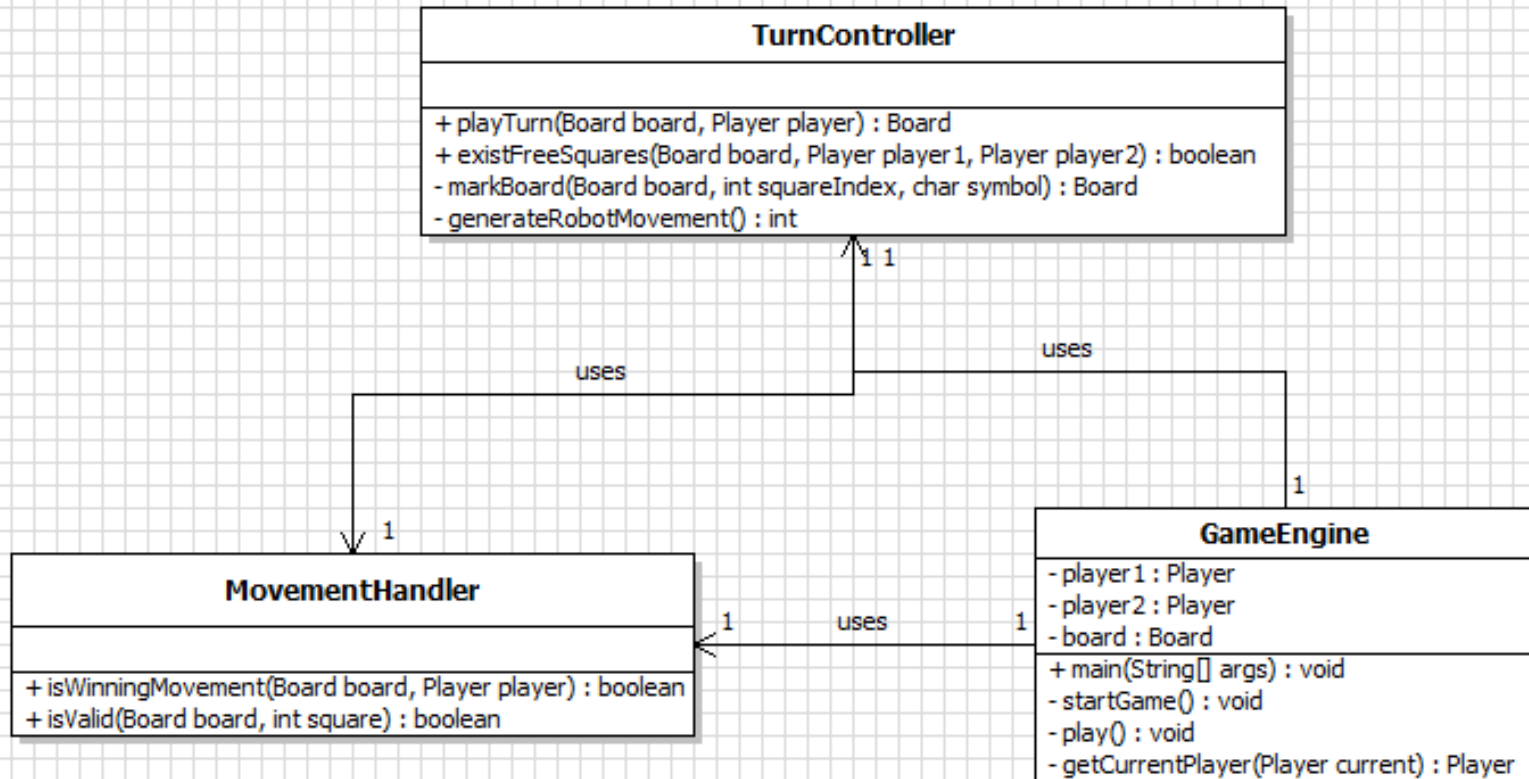 TurnController
+ playTurn(Board board, Player player) : Board
+ existFreeSquares(Board board, Player player1, Player player2) : boolean
- markBoard(Board board, int squareIndex, char symbol) : Board
- generateRobotMovement() : int
1 1
uses
uses
1
1
MovementHandler
+ isWinningMovement(Board board, Player player) : boolean
+ isValid(Board board, int square) : boolean
1 uses 1
GameEngine
- player1 : Player
- player2 : Player
- board : Board
+ main(String[] args) : void
- startGame() : void
- play() : void
- getCurrentPlayer(Player current) : Player